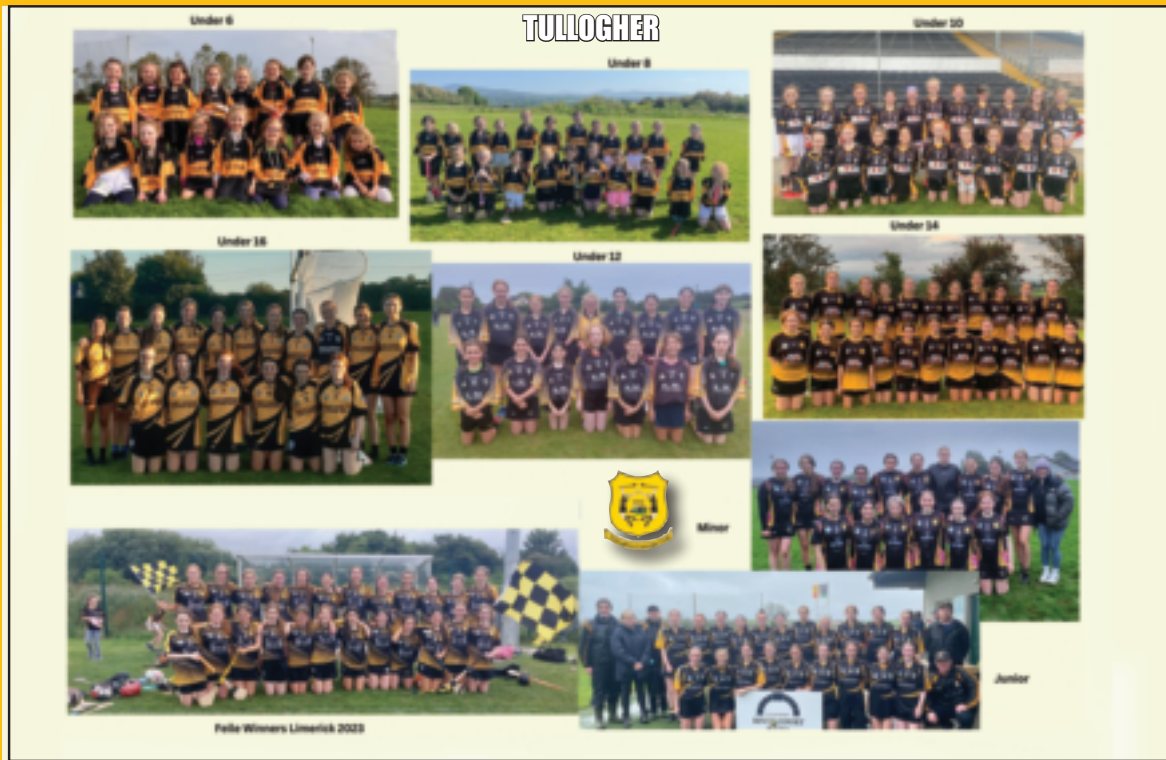 TULLOGHER
Under 6
Under 8
Under 10
Under 16
Under 12
Under 14
Minor
Junior
Feile Winners Limerick 2023